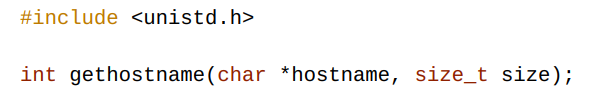 #include <unistd.h>
int gethostname(char *hostname, size_t size);